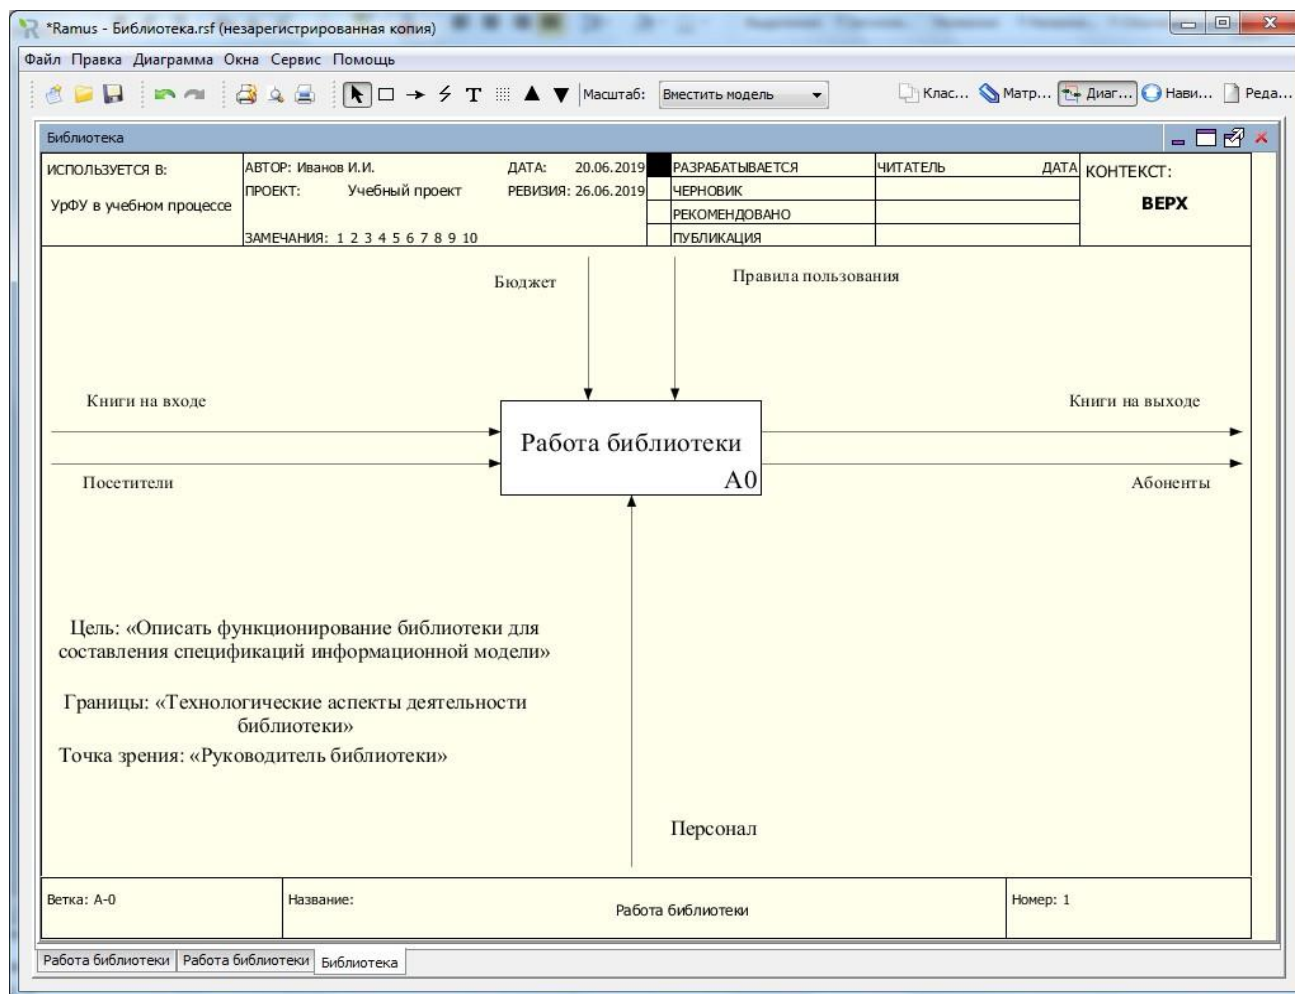 *Ramus - Библиотека.rsf (незарегистрированная копия)
Файл Правка Диаграмма Окна Сервис Помощь
T Масштаб: Вместить модель Клас... Матр... Диаг... Нави... Реда...
Библиотека
ИСПОЛЬЗУЕТСЯ В:
УрФУ в учебном процессе
АВТОР: Иванов И.И. ДАТА: 20.06.2019
ПРОЕКТ: Учебный проект РЕВИЗИЯ: 26.06.2019
ЗАМЕЧАНИЯ: 1 2 3 4 5 6 7 8 9 10
РАЗРАБАТЫВАЕТСЯ
ЧЕРНОВИК
РЕКОМЕНДОВАНО
ПУБЛИКАЦИЯ
ЧИТАТЕЛЬ ДАТА
КОНТЕКСТ:
ВЕРХ
Бюджет
Правила пользования
Книги на входе
Книги на выходе
Работа библиотеки
A0
Посетители
Абоненты
Цель: «Описать функционирование библиотеки для
составления спецификаций информационной модели»
Границы: «Технологические аспекты деятельности
библиотеки»
Точка зрения: «Руководитель библиотеки»
Персонал
Ветка: A-0
Название:
Работа библиотеки
Номер: 1
Работа библиотеки Работа библиотеки Библиотека